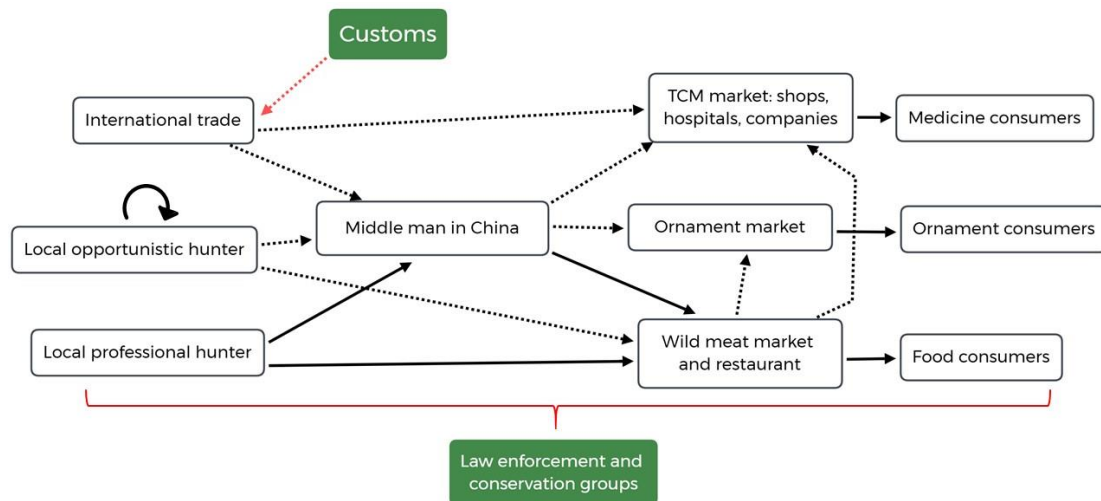 Customs
International trade
TCM market: shops,
hospitals, companies
Medicine consumers
Local opportunistic hunter
Middle man in China
Ornament market
Ornament consumers
Local professional hunter
Wild meat market
and restaurant
Food consumers
Law enforcement and
conservation groups